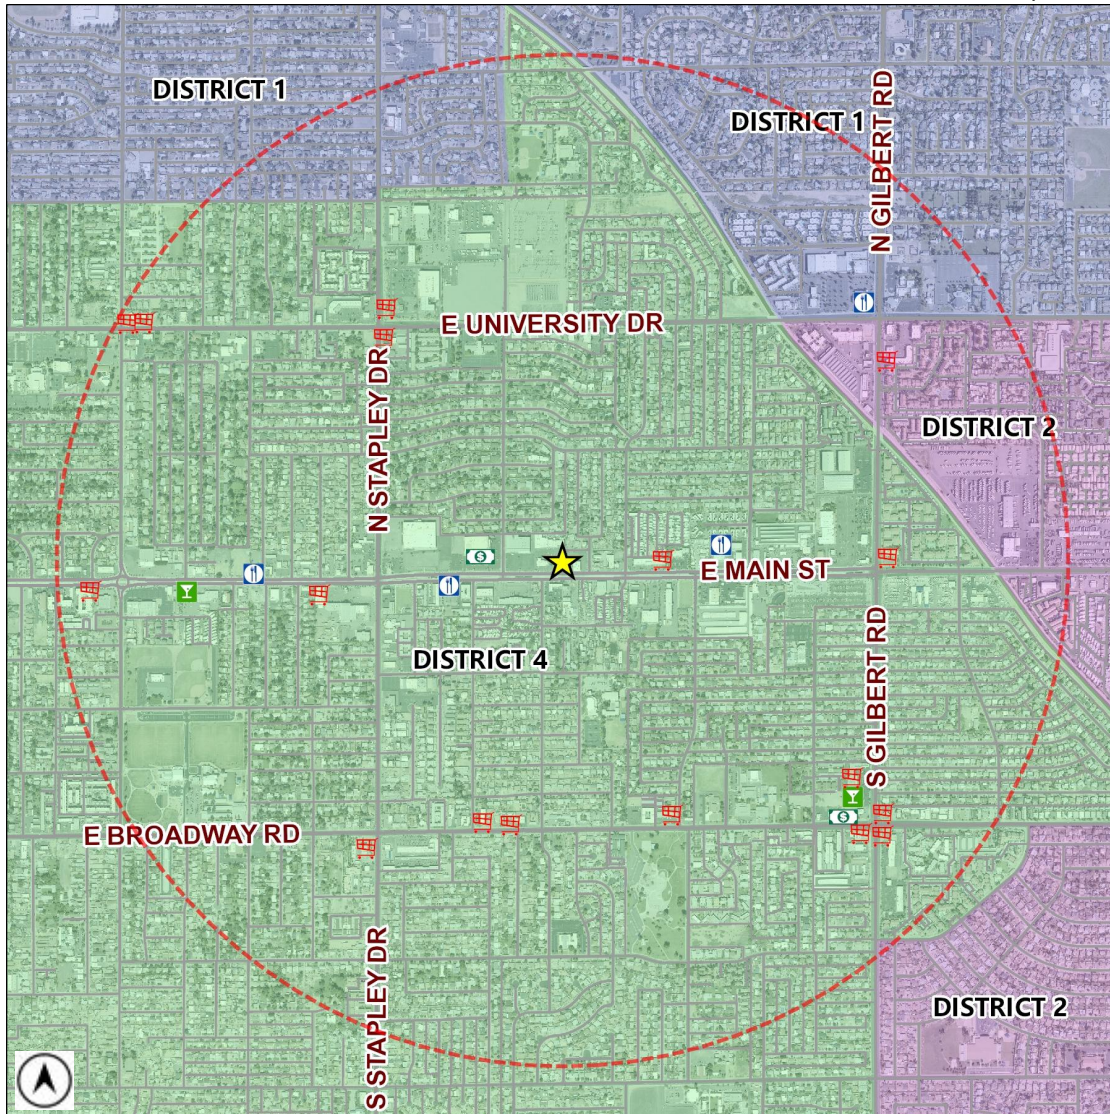 DISTRICT 1
DISTRICT 1
N GILBERT RD
E UNIVERSITY DR
N STAPLEY DR
DISTRICT 2
E MAIN ST
DISTRICT 4
S GILBERT RD
E BROADWAY RD
S STAPLEY DR
DISTRICT 2
$
$